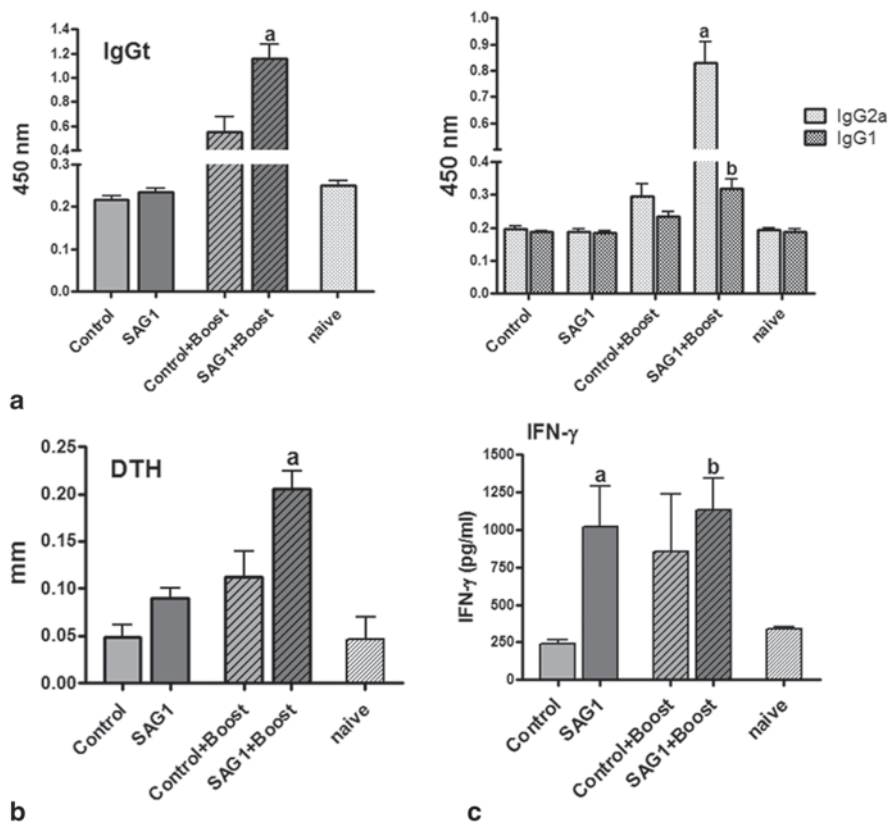 IgGt
450 nm
1.4
1.2
1.0
0.8
0.6
0.4
0.3
0.2
0.1
0.0
a
Control
SAG1
Control+Boost
SAG1+Boost
naive
450 nm
1.0
0.9
0.8
0.7
0.6
0.5
0.4
0.3
0.2
0.1
0.0
a
b
IgG2a
IgG1
Control
SAG1
Control+Boost
SAG1+Boost
naive
a
DTH
mm
0.25
0.20
0.15
0.10
0.05
0.00
a
Control
SAG1
Control+Boost
SAG1+Boost
naive
b
IFN-γ
IFN-γ (pg/ml)
1500
1250
1000
750
500
250
0
a
b
Control
SAG1
Control+Boost
SAG1+Boost
naive
c